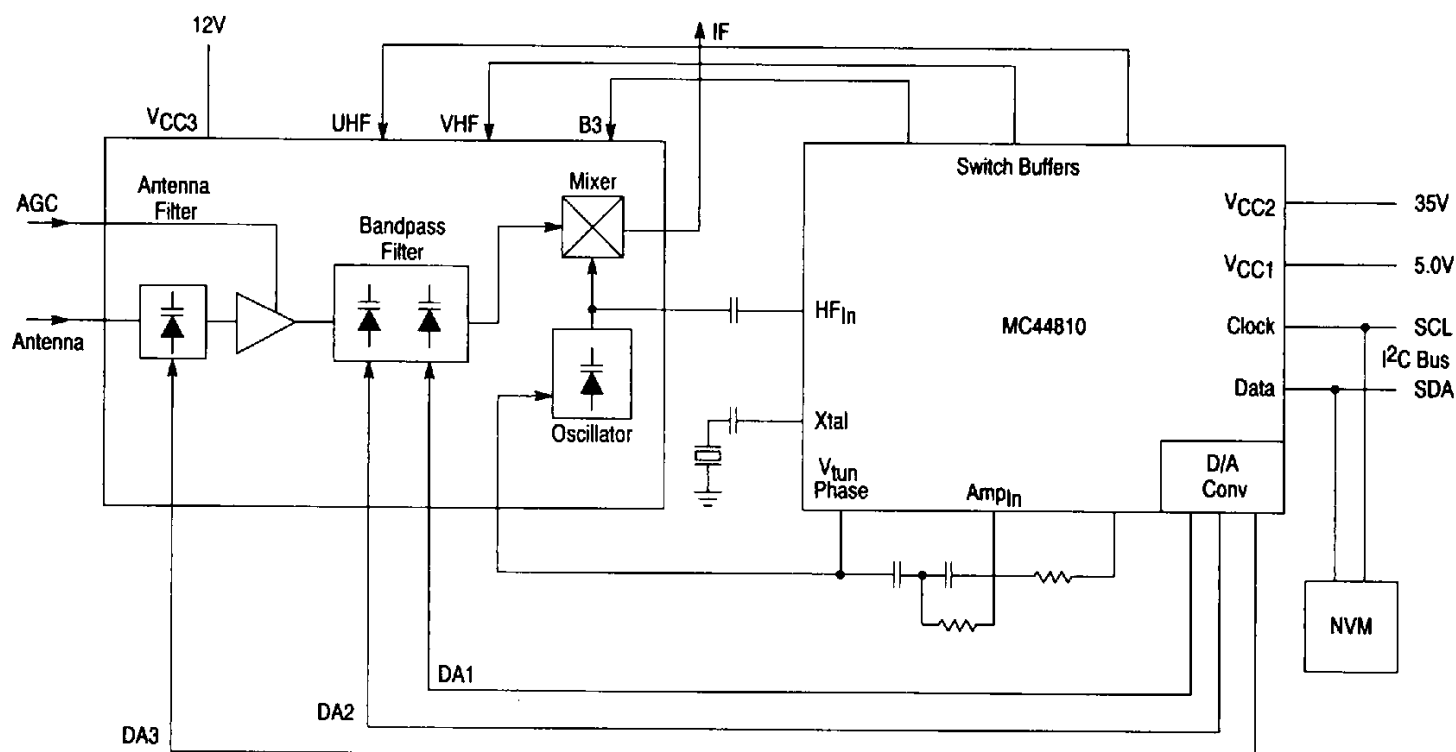 12V
IF
VCC3
UHF
VHF
B3
Switch Buffers
Antenna
Filter
Mixer
AGC
Bandpass
Filter
VCC2
35V
VCC1
5.0V
HFIn
MC44810
Clock
SCL
I2C Bus
Antenna
Data
SDA
Oscillator
Xtal
Vtun
Phase
AmpIn
D/A
Conv
NVM
DA1
DA2
DA3